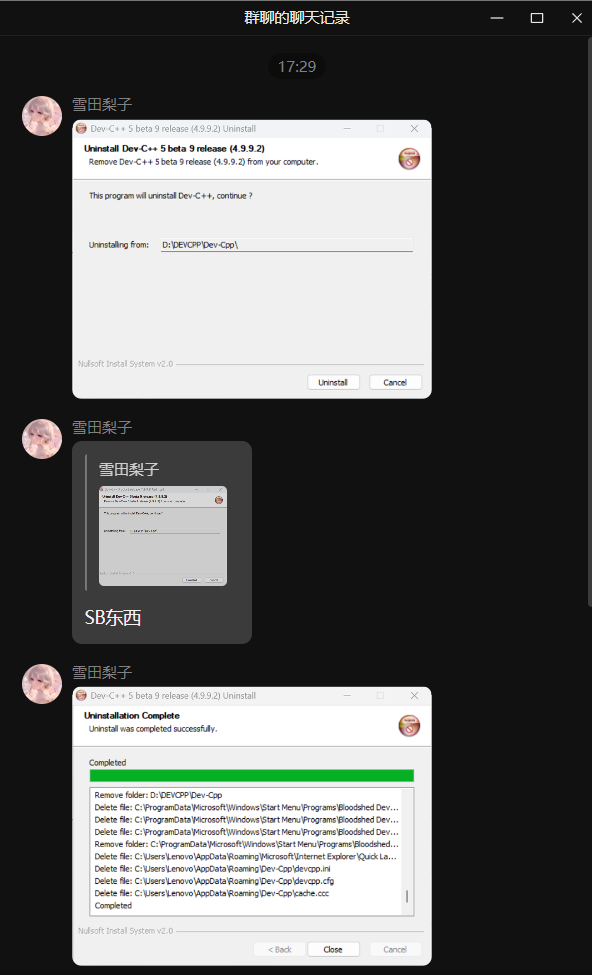 群聊的聊天记录
17:29
雪田梨子
Dev-C++ 5 beta 9 release (4.9.9.2) Uninstall
Uninstall Dev-C++ 5 beta 9 release (4.9.9.2)
Remove Dev-C++ 5 beta 9 release (4.9.9.2) from your computer.
This program will uninstall Dev-C++, continue ?
Uninstalling from: D:\DEVCPP\Dev-Cpp\
Nullsoft Install System v2.0
Uninstall Cancel
雪田梨子
雪田梨子
SB东西
雪田梨子
Dev-C++ 5 beta 9 release (4.9.9.2) Uninstall
Uninstallation Complete
Uninstall was completed successfully.
Completed
Remove folder: D:\DEVCPP\Dev-Cpp
Delete file: C:\ProgramData\Microsoft\Windows\Start Menu\Programs\Bloodshed Dev...
Delete file: C:\ProgramData\Microsoft\Windows\Start Menu\Programs\Bloodshed Dev...
Delete file: C:\ProgramData\Microsoft\Windows\Start Menu\Programs\Bloodshed Dev...
Remove folder: C:\ProgramData\Microsoft\Windows\Start Menu\Programs\Bloodshed...
Delete file: C:\Users\Lenovo\AppData\Roaming\Microsoft\Internet Explorer\Quick La...
Delete file: C:\Users\Lenovo\AppData\Roaming\Dev-Cpp\devcpp.ini
Delete file: C:\Users\Lenovo\AppData\Roaming\Dev-Cpp\devcpp.cfg
Delete file: C:\Users\Lenovo\AppData\Roaming\Dev-Cpp\cache.ccc
Completed
Nullsoft Install System v2.0
< Back Close Cancel